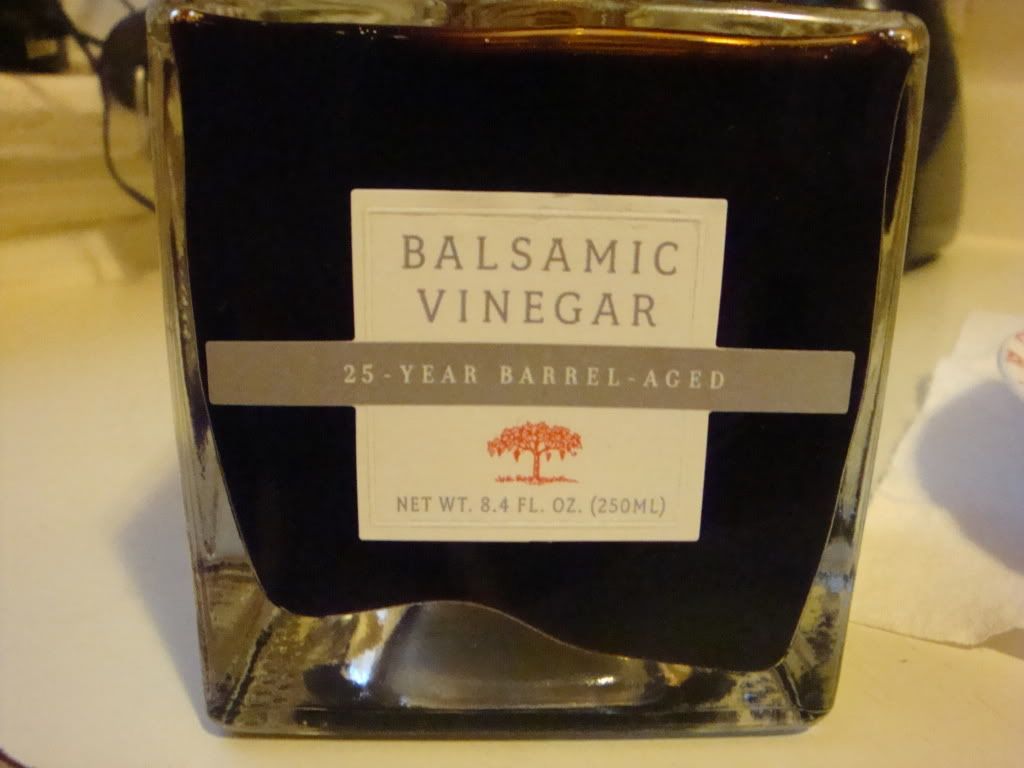 BALSAMIC
VINEGAR
25-YEAR BARREL-AGED
NET WT. 8.4 FL. OZ. (250ML)